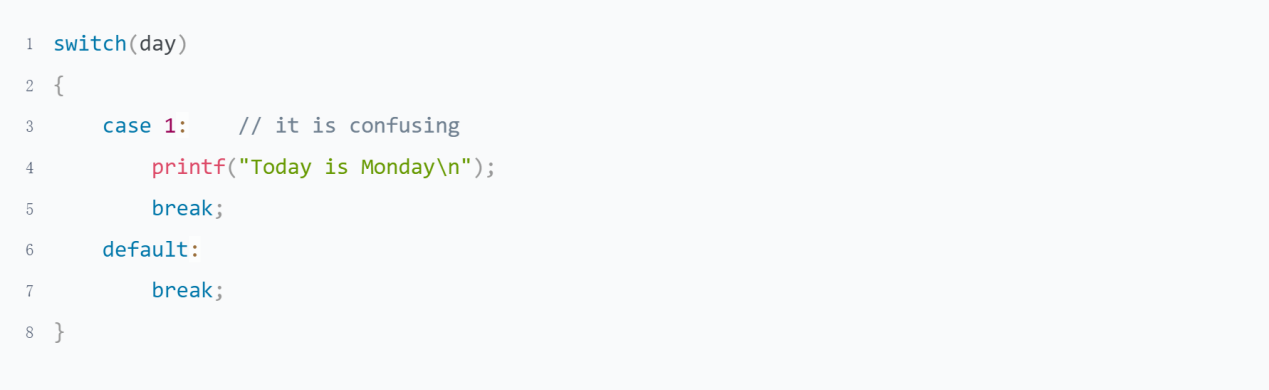 1 switch(day)
2 {
3     case 1:    // it is confusing
4         printf("Today is Monday\n");
5         break;
6     default:
7         break;
8 }